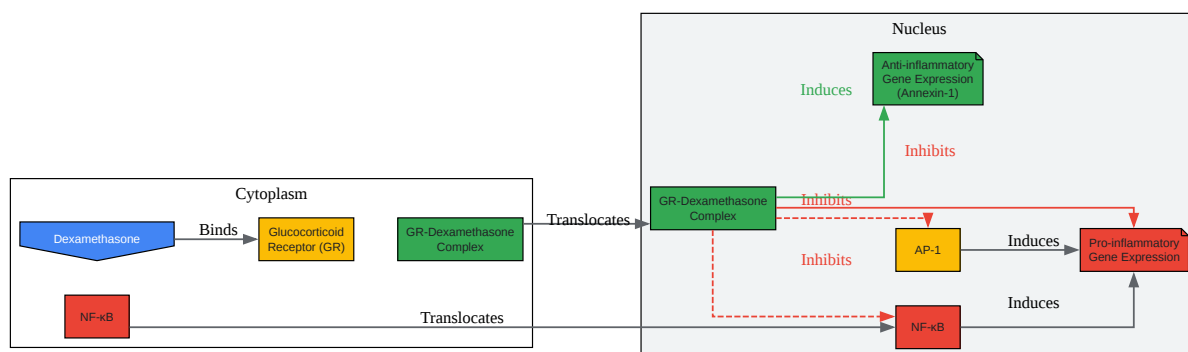 Nucleus
Anti-inflammatory
Gene Expression
(Annexin-1)
Induces
Inhibits
Cytoplasm
Dexamethasone
Binds
Glucocorticoid
Receptor (GR)
GR-Dexamethasone
Complex
Translocates
GR-Dexamethasone
Complex
Inhibits
Inhibits
AP-1
Induces
Pro-inflammatory
Gene Expression
NF-κB
Translocates
NF-κB
Induces